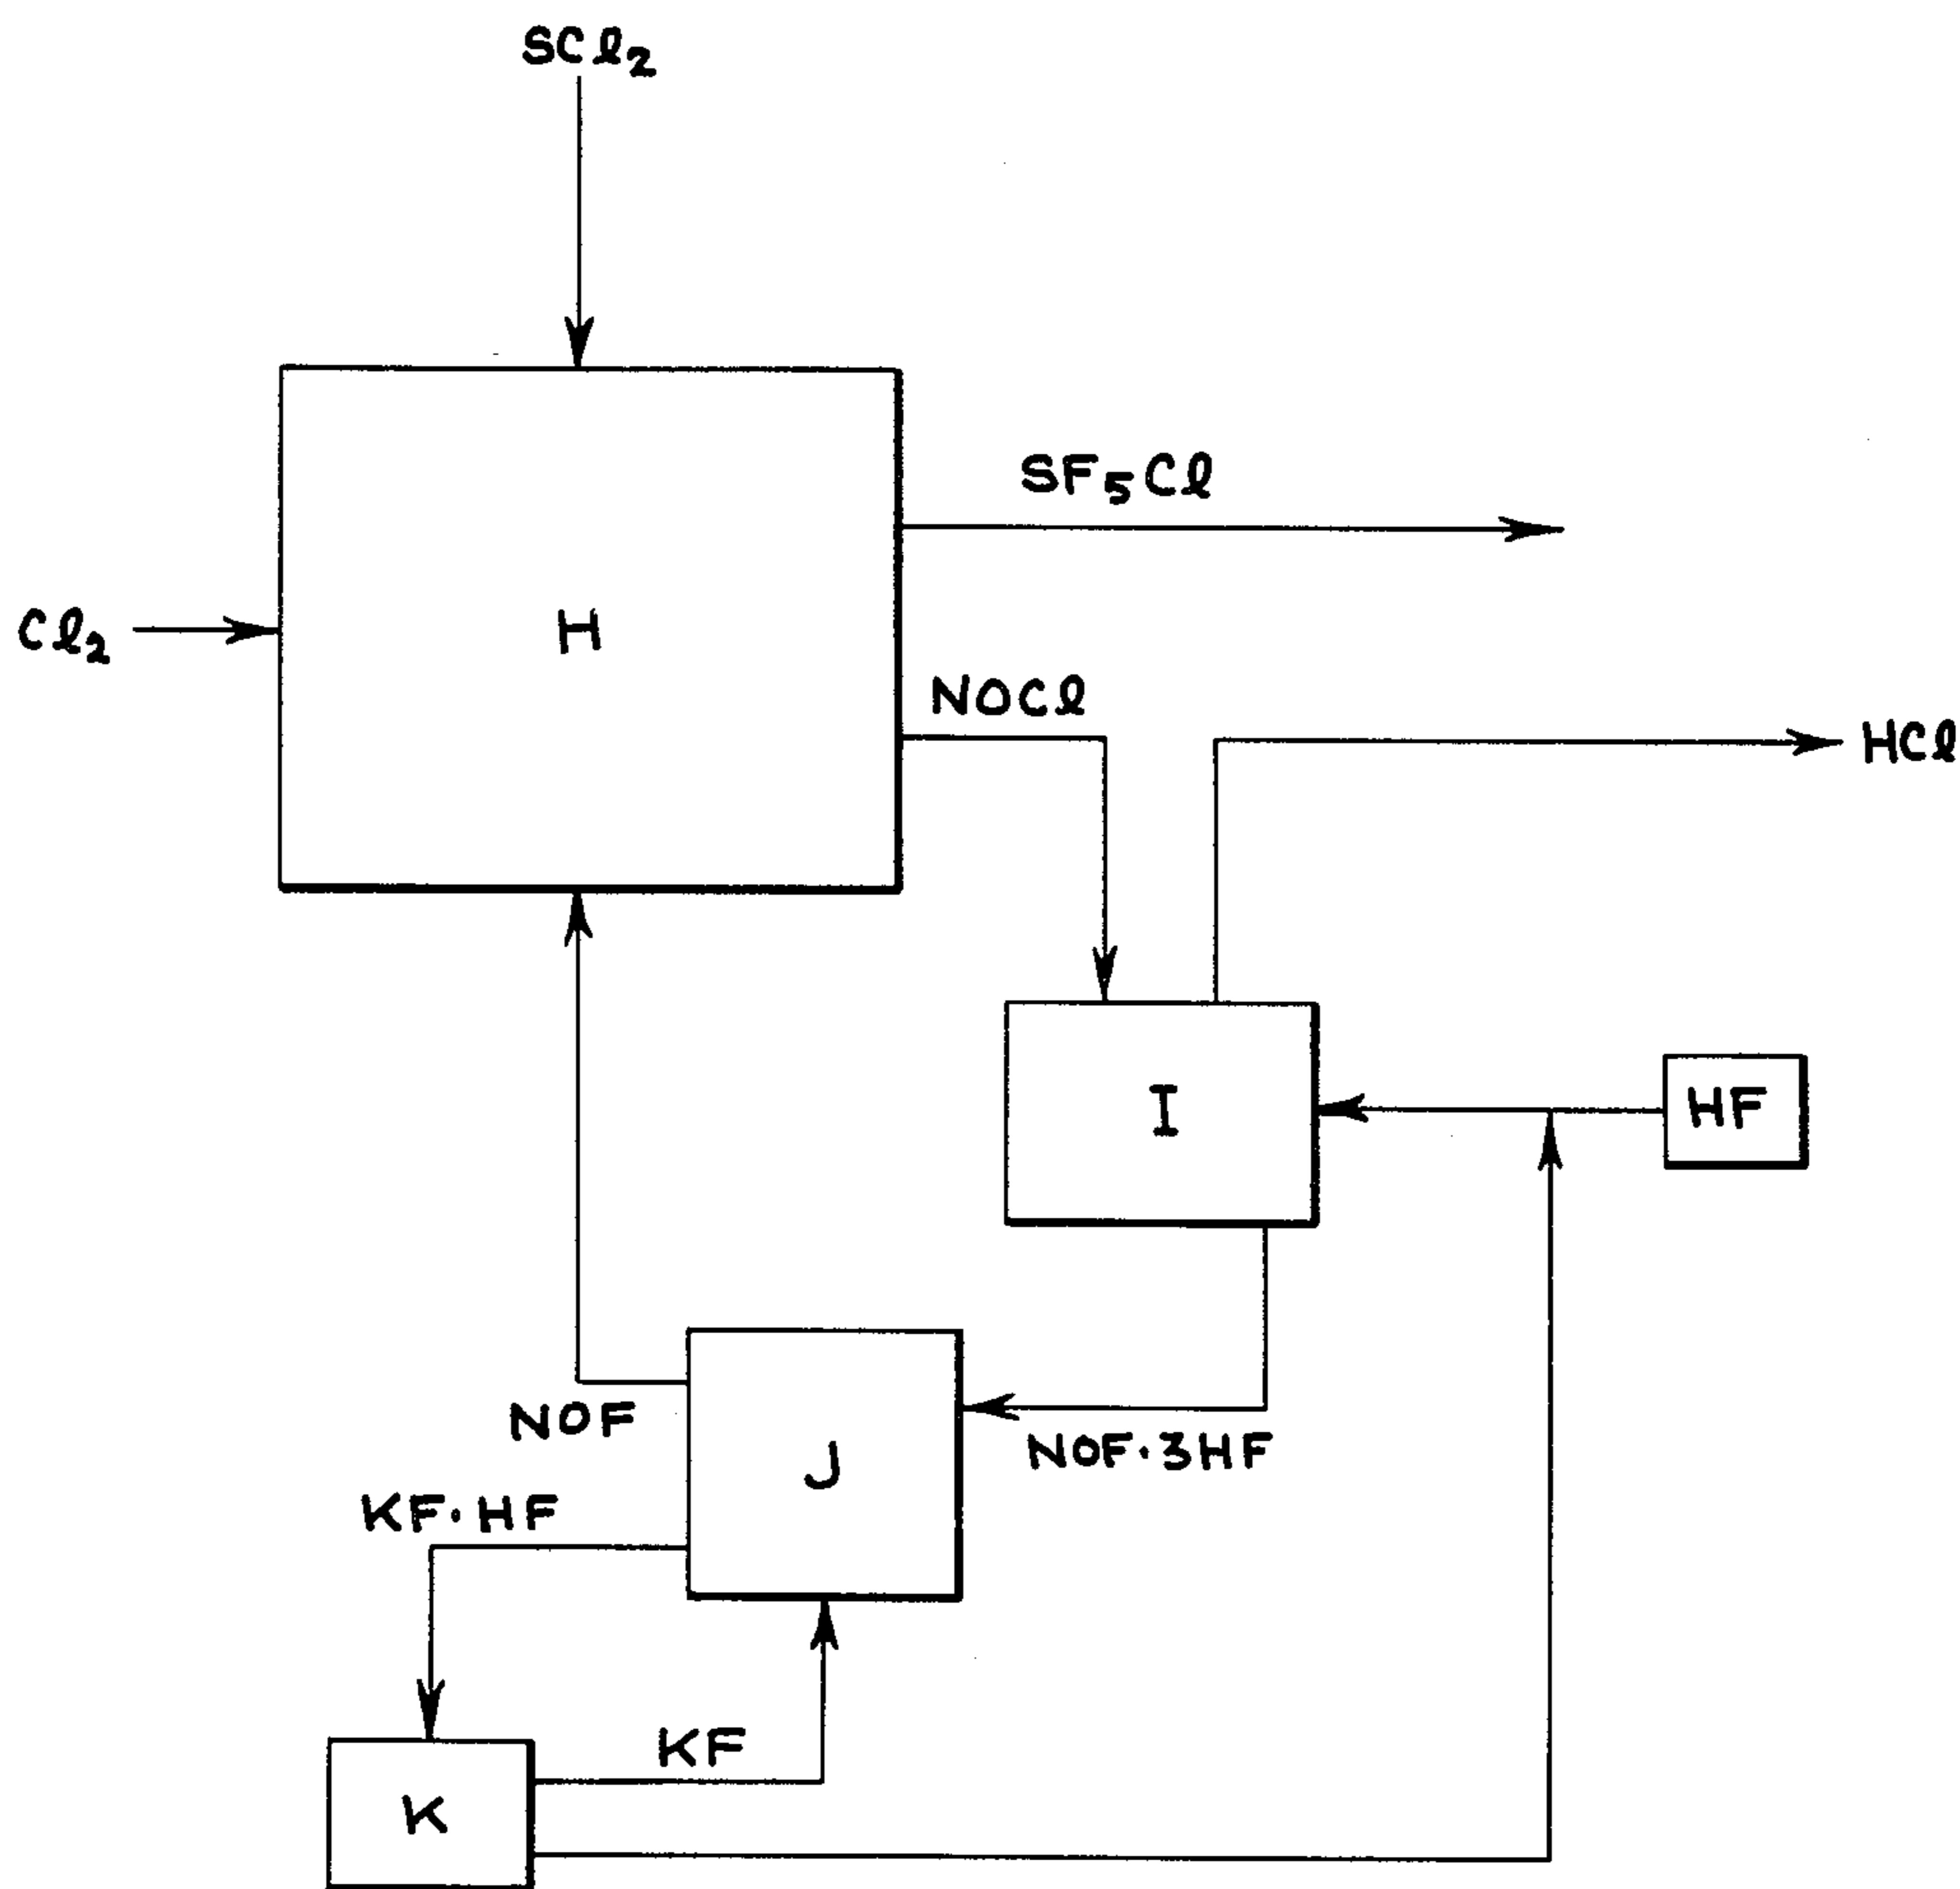 SCl₂
SF₅Cl
Cl₂
H
NOCl
HCl
I
HF
NOF
J
NOF·3HF
KF·HF
KF
K